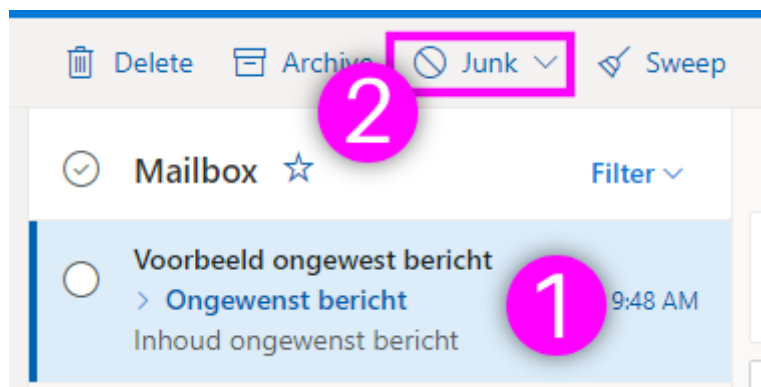 Delete Archive Junk Sweep
2
Mailbox Filter
Voorbeeld ongewest bericht
> Ongewenst bericht 1 9:48 AM
Inhoud ongewenst bericht